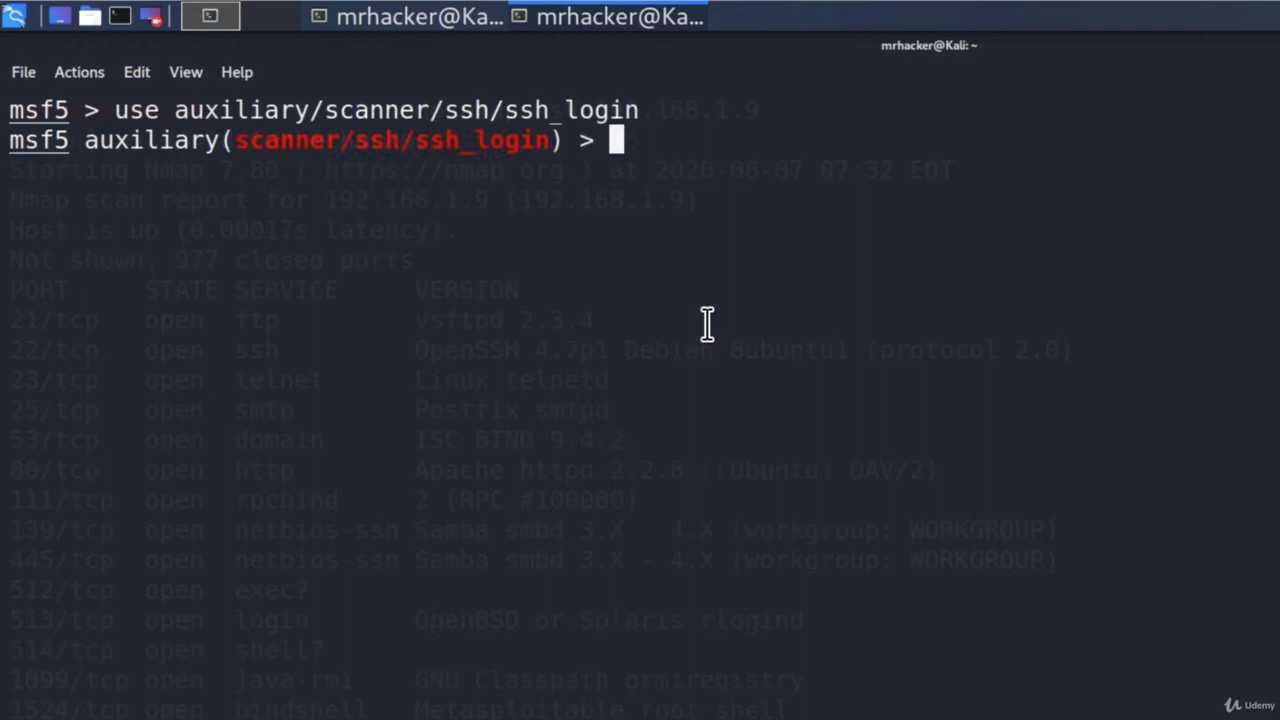 mrhacker@Ka...
mrhacker@Ka...
mrhacker@Kali: ~
File Actions Edit View Help
msf5 > use auxiliary/scanner/ssh/ssh_login
.168.1.9
msf5 auxiliary(scanner/ssh/ssh_login) >
Starting Nmap 7.80 ( https://nmap.org ) at 2020-08-07 07:32 EDT
Nmap scan report for 192.168.1.9 (192.168.1.9)
Host is up (0.00017s latency).
Not shown: 977 closed ports
PORT STATE SERVICE VERSION
21/tcp open ftp vsftpd 2.3.4
22/tcp open ssh OpenSSH 4.7p1 Debian 8ubuntu1 (protocol 2.0)
23/tcp open telnet Linux telnetd
25/tcp open smtp Postfix smtpd
53/tcp open domain ISC BIND 9.4.2
80/tcp open http Apache httpd 2.2.8 ((Ubuntu) DAV/2)
111/tcp open rpcbind 2 (RPC #100000)
139/tcp open netbios-ssn Samba smbd 3.X - 4.X (workgroup: WORKGROUP)
445/tcp open netbios-ssn Samba smbd 3.X - 4.X (workgroup: WORKGROUP)
512/tcp open exec?
513/tcp open login OpenBSD or Solaris rlogind
514/tcp open shell?
1099/tcp open java-rmi GNU Classpath grmiregistry
1524/tcp open bindshell Metasploitable root shell
Udemy